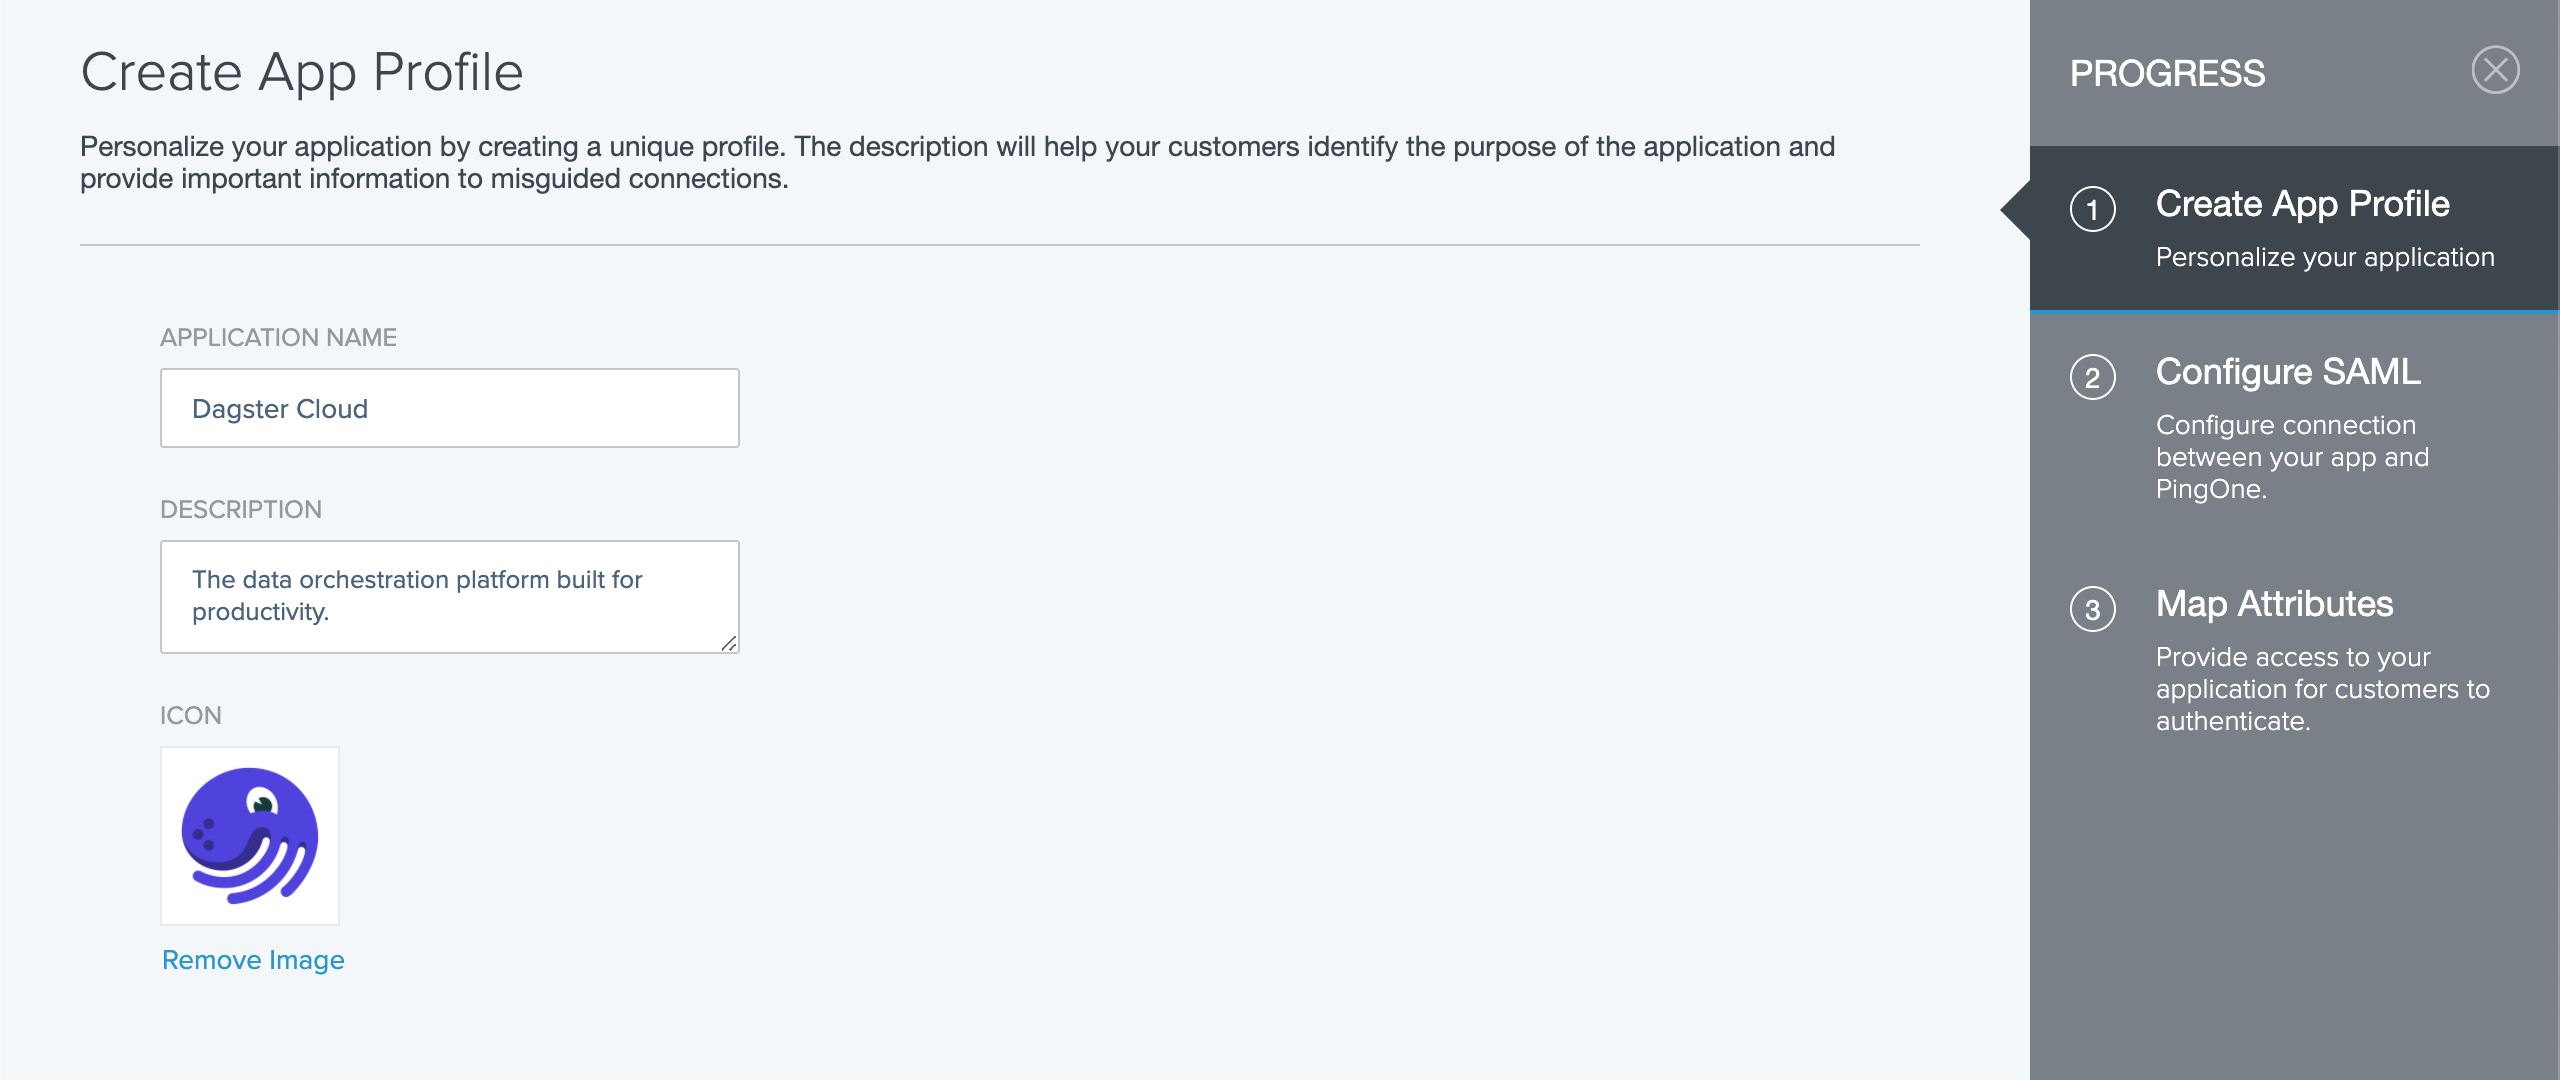 Create App Profile
Personalize your application by creating a unique profile. The description will help your customers identify the purpose of the application and
provide important information to misguided connections.
APPLICATION NAME
Dagster Cloud
DESCRIPTION
The data orchestration platform built for
productivity.
ICON
Remove Image
PROGRESS
1
Create App Profile
Personalize your application
2
Configure SAML
Configure connection
between your app and
PingOne.
3
Map Attributes
Provide access to your
application for customers to
authenticate.